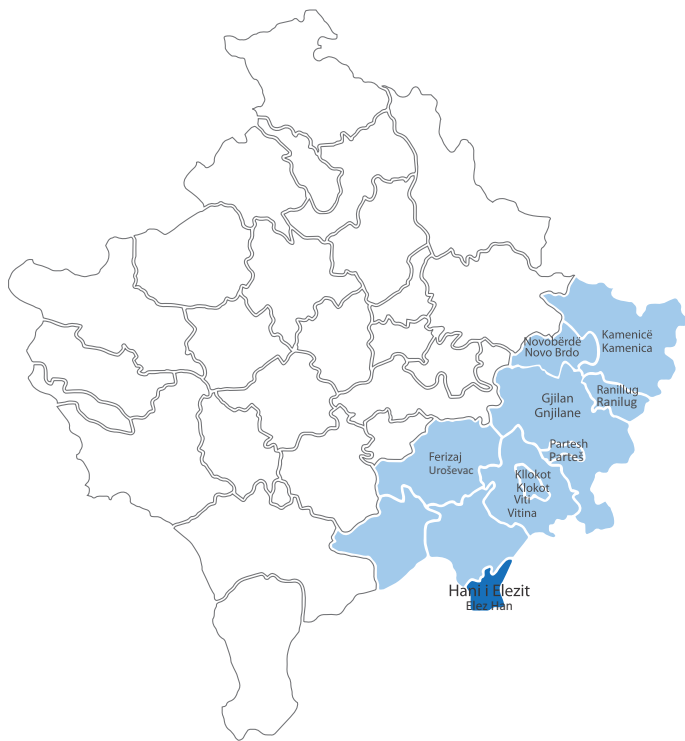 Novobërdë
Novo Brdo
Kamenicë
Kamenica
Ranillug
Ranilug
Gjilan
Gnjilane
Partesh
Parteš
Ferizaj
Uroševac
Kllokot
Klokot
Viti
Vitina
Hani i Elezit
Elez Han